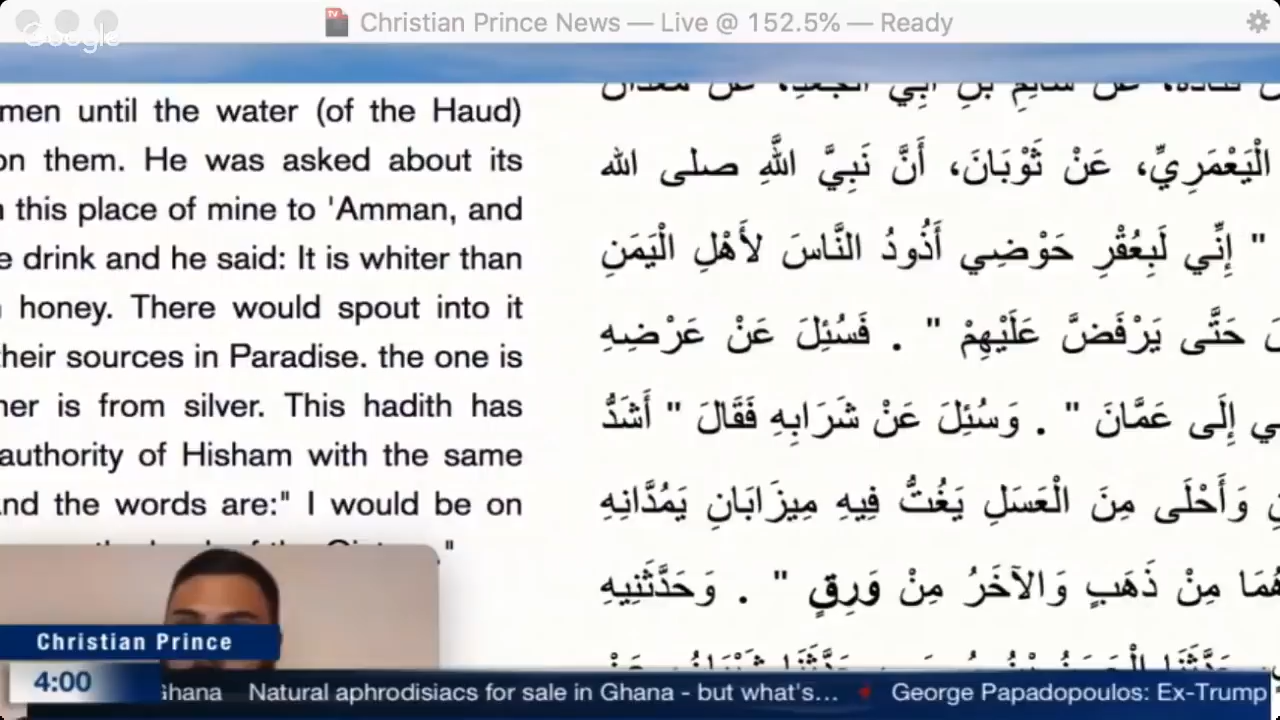 Christian Prince News — Live @ 152.5% — Ready
Google
men until the water (of the Haud)
on them. He was asked about its
this place of mine to 'Amman, and
drink and he said: It is whiter than
honey. There would spout into it
their sources in Paradise. the one is
her is from silver. This hadith has
authority of Hisham with the same
nd the words are:" I would be on
الْيَعْمَرِيِّ، عَنْ ثَوْبَانَ، أَنَّ نَبِيَّ اللَّهِ صلى الله
" إِنِّي لَبِعُقْرِ حَوْضِي أَذُودُ النَّاسَ لأَهْلِ الْيَمَنِ
حَتَّى يَرْفَضَّ عَلَيْهِمْ " . فَسُئِلَ عَنْ عَرْضِهِ
إِلَى عَمَّانَ " . وَسُئِلَ عَنْ شَرَابِهِ فَقَالَ " أَشَدُّ
وَأَحْلَى مِنَ الْعَسَلِ يَغُتُّ فِيهِ مِيزَابَانِ يَمُدَّانِهِ
هُمَا مِنْ ذَهَبٍ وَالآخَرُ مِنْ وَرِقٍ " . وَحَدَّثَنِيهِ
Christian Prince
4:00
Ghana Natural aphrodisiacs for sale in Ghana - but what's... George Papadopoulos: Ex-Trump